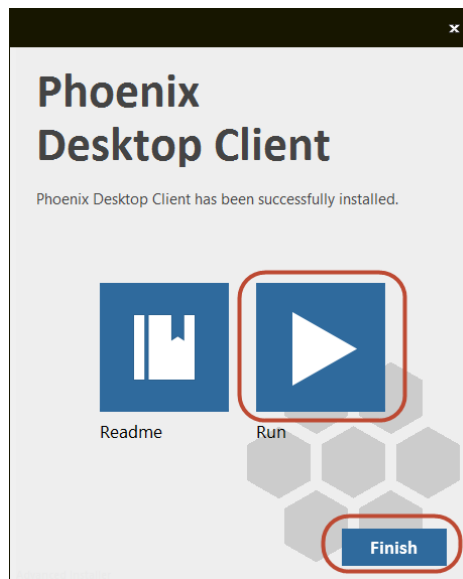 Phoenix
Desktop Client
Phoenix Desktop Client has been successfully installed.
Readme
Run
Finish